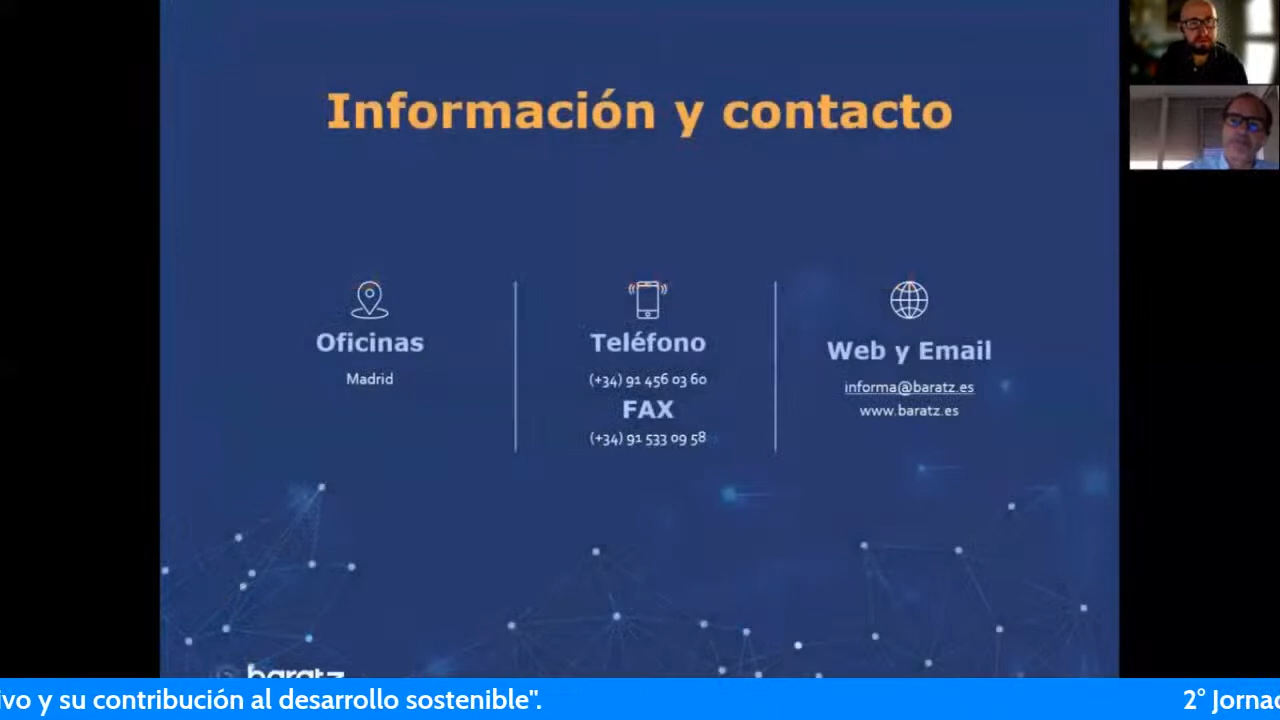 Información y contacto
Oficinas
Madrid
Teléfono
(+34) 91 456 03 60
FAX
(+34) 91 533 09 58
Web y Email
informa@baratz.es
www.baratz.es
baratz
ivo y su contribución al desarrollo sostenible".
2° Jornad